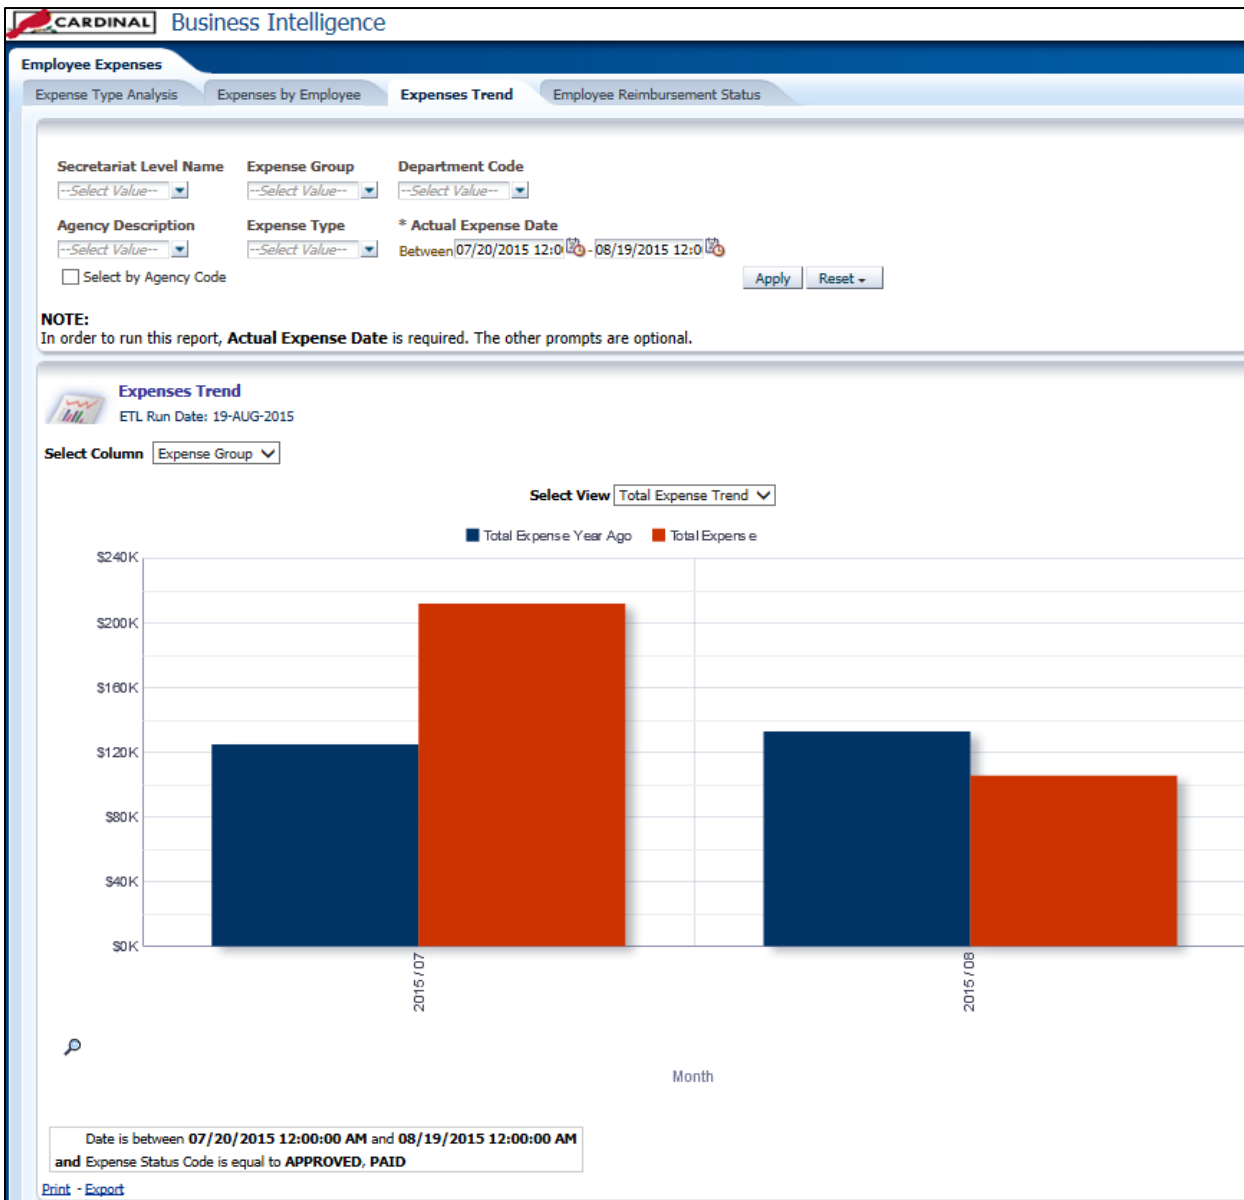 CARDINAL Business Intelligence
Employee Expenses
Expense Type Analysis Expenses by Employee Expenses Trend Employee Reimbursement Status
Secretariat Level Name Expense Group Department Code
--Select Value-- --Select Value-- --Select Value--
Agency Description Expense Type * Actual Expense Date
--Select Value-- --Select Value-- Between 07/20/2015 12:0 - 08/19/2015 12:0
Select by Agency Code
Apply Reset
NOTE:
In order to run this report, Actual Expense Date is required. The other prompts are optional.
Expenses Trend
ETL Run Date: 19-AUG-2015
Select Column Expense Group
Select View Total Expense Trend
Total Expense Year Ago Total Expense
$240K
$200K
$160K
$120K
$80K
$40K
$0K
2015 / 07 2015 / 08
Month
Date is between 07/20/2015 12:00:00 AM and 08/19/2015 12:00:00 AM
and Expense Status Code is equal to APPROVED, PAID
Print - Export